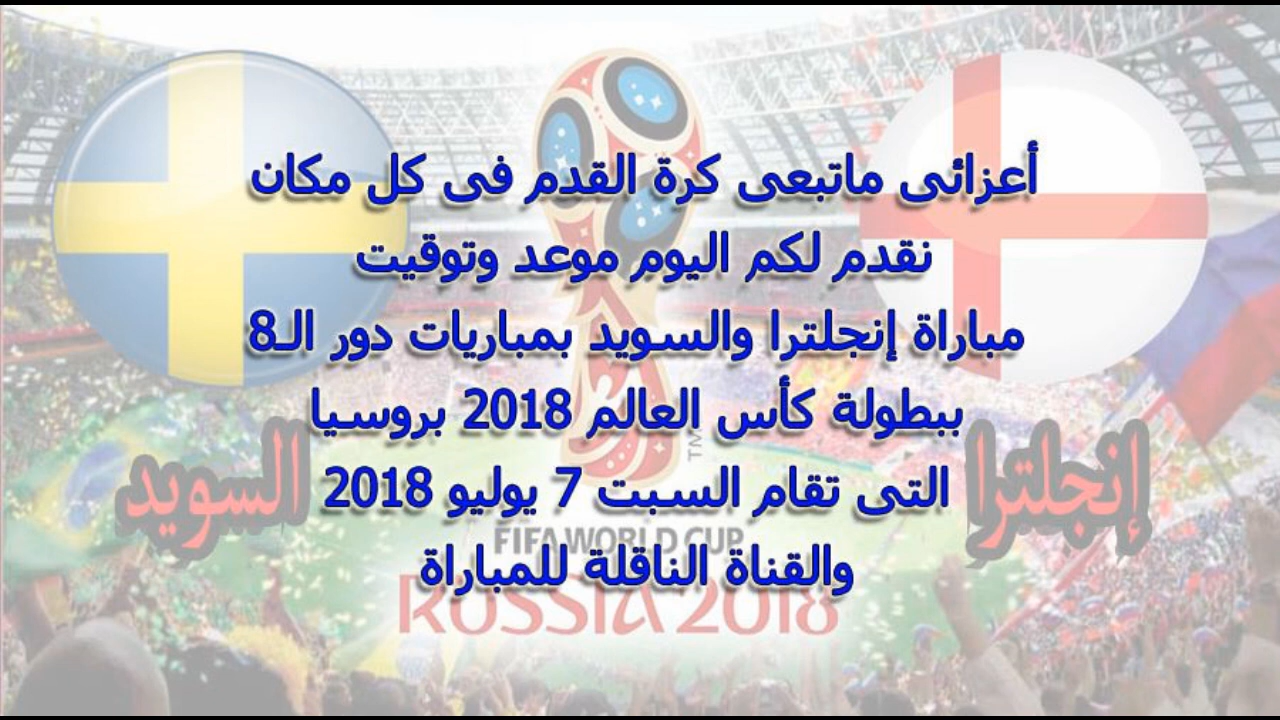 أعزائى ماتبعى كرة القدم فى كل مكان
نقدم لكم اليوم موعد وتوقيت
مباراة إنجلترا والسويد بمباريات دور الـ8
ببطولة كأس العالم 2018 بروسيا
التى تقام السبت 7 يوليو 2018
والقناة الناقلة للمباراة
إنجلترا
السويد
TM
FIFA WORLD CUP
RUSSIA 2018